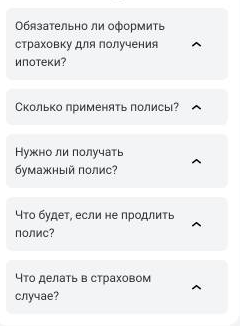 Обязательно ли оформить
страховку для получения
ипотеки?
Сколько применять полисы?
Нужно ли получать
бумажный полис?
Что будет, если не продлить
полис?
Что делать в страховом
случае?